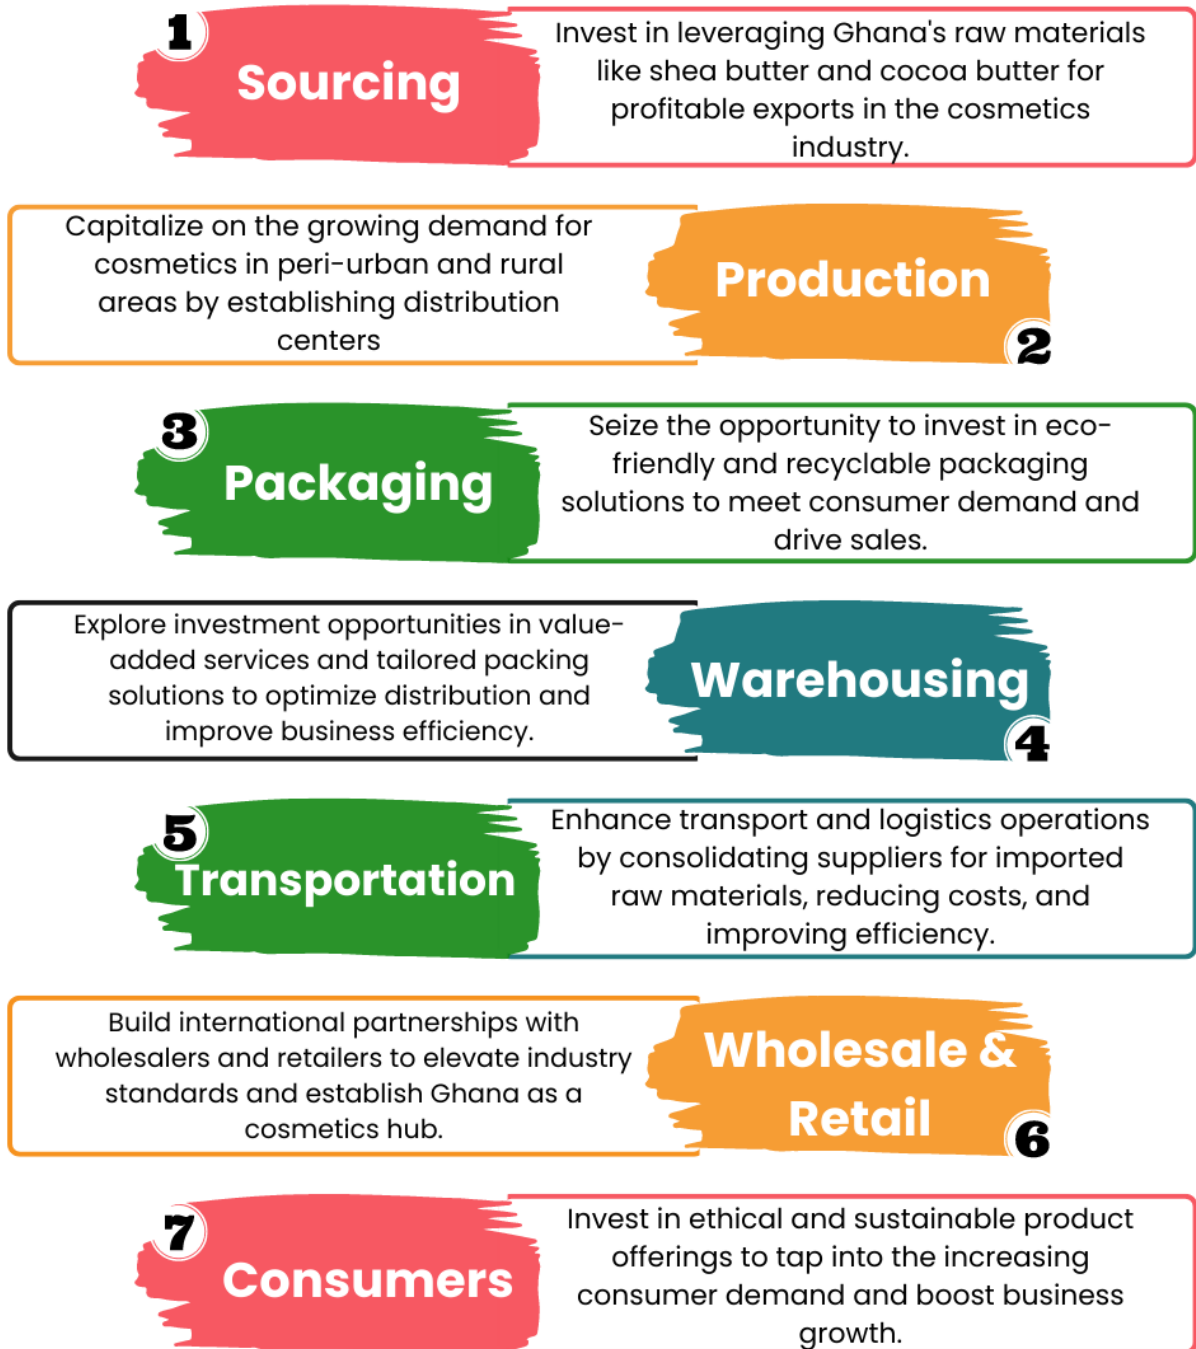 1
Sourcing
Invest in leveraging Ghana's raw materials
like shea butter and cocoa butter for
profitable exports in the cosmetics
industry.
Capitalize on the growing demand for
cosmetics in peri-urban and rural
areas by establishing distribution
centers
Production
2
3
Packaging
Seize the opportunity to invest in eco-
friendly and recyclable packaging
solutions to meet consumer demand and
drive sales.
Explore investment opportunities in value-
added services and tailored packing
solutions to optimize distribution and
improve business efficiency.
Warehousing
4
5
Transportation
Enhance transport and logistics operations
by consolidating suppliers for imported
raw materials, reducing costs, and
improving efficiency.
Build international partnerships with
wholesalers and retailers to elevate industry
standards and establish Ghana as a
cosmetics hub.
Wholesale &
Retail
6
7
Consumers
Invest in ethical and sustainable product
offerings to tap into the increasing
consumer demand and boost business
growth.